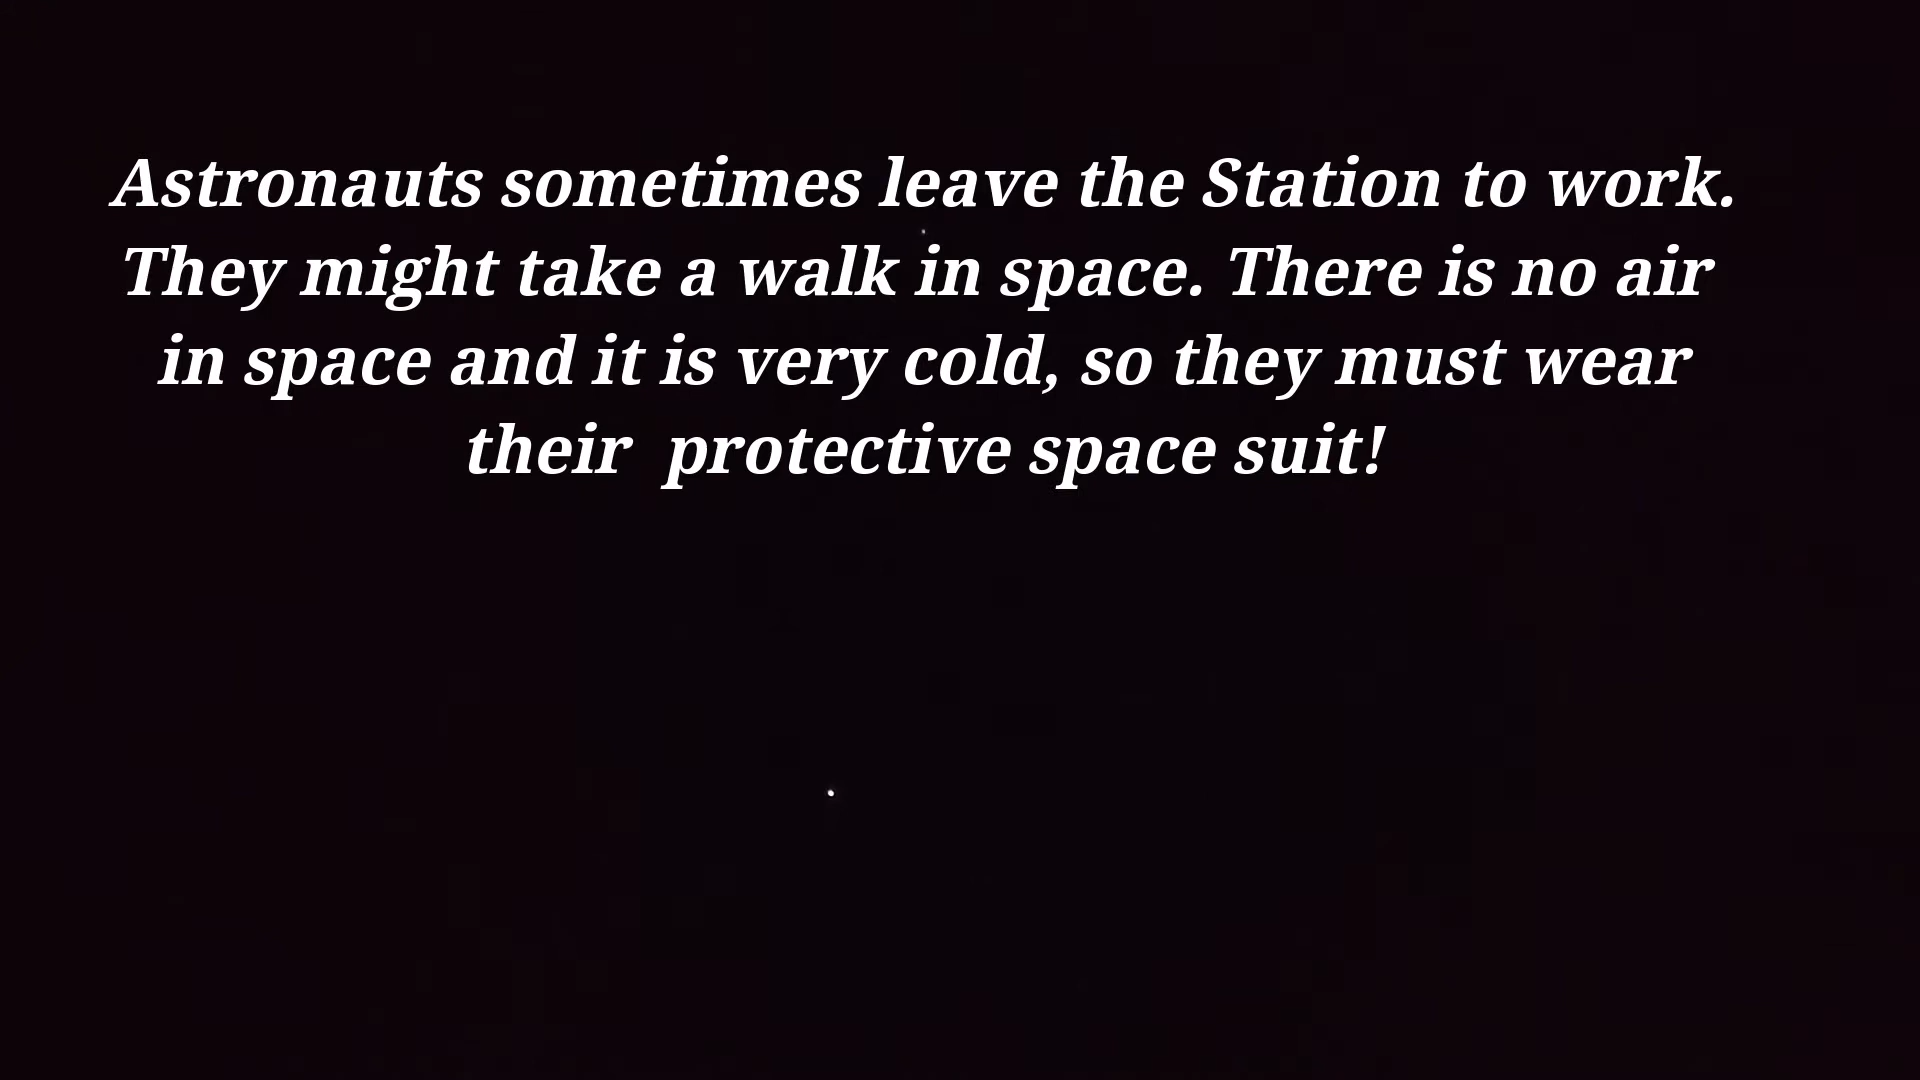 Astronauts sometimes leave the Station to work.
They might take a walk in space. There is no air
in space and it is very cold, so they must wear
their  protective space suit!